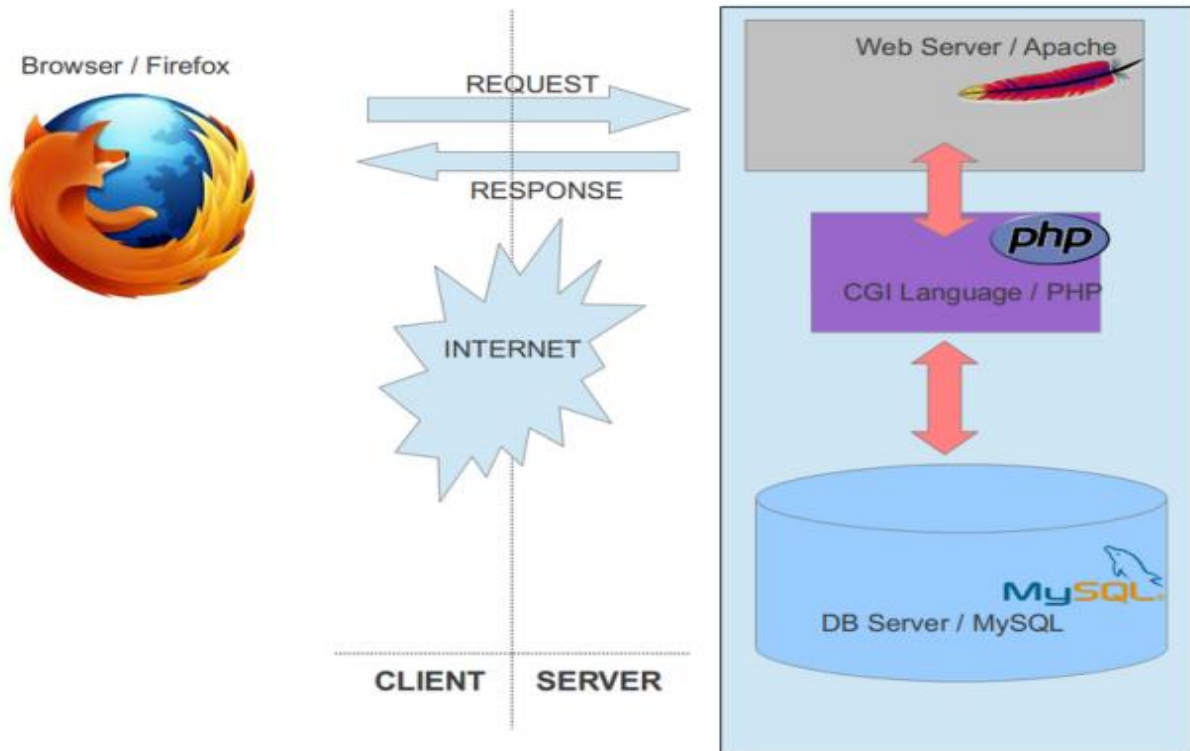 Browser / Firefox
REQUEST
RESPONSE
INTERNET
CLIENT
SERVER
Web Server / Apache
php
CGI Language / PHP
MySQL
DB Server / MySQL